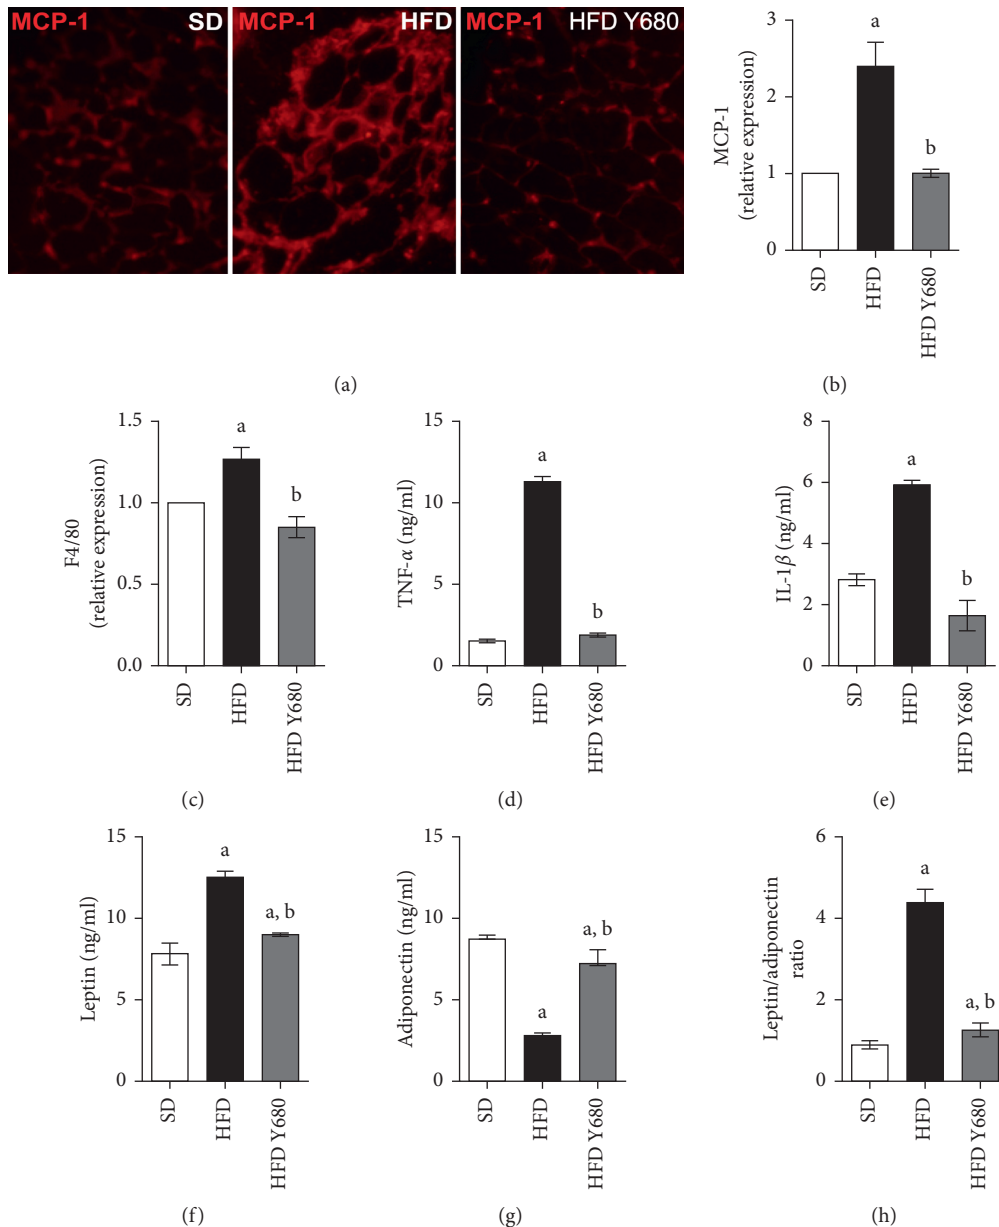 MCP-1 SD
MCP-1 HFD
MCP-1 HFD Y680
(a)
MCP-1
(relative expression)
3
2
1
0
a
b
SD
HFD
HFD Y680
(b)
F4/80
(relative expression)
1.5
1.0
0.5
0.0
a
b
SD
HFD
HFD Y680
(c)
TNF-α (ng/ml)
15
10
5
0
a
b
SD
HFD
HFD Y680
(d)
IL-1β (ng/ml)
8
6
4
2
0
a
b
SD
HFD
HFD Y680
(e)
Leptin (ng/ml)
15
10
5
0
a
a, b
SD
HFD
HFD Y680
(f)
Adiponectin (ng/ml)
15
10
5
0
a
a, b
SD
HFD
HFD Y680
(g)
Leptin/adiponectin
ratio
6
4
2
0
a
a, b
SD
HFD
HFD Y680
(h)